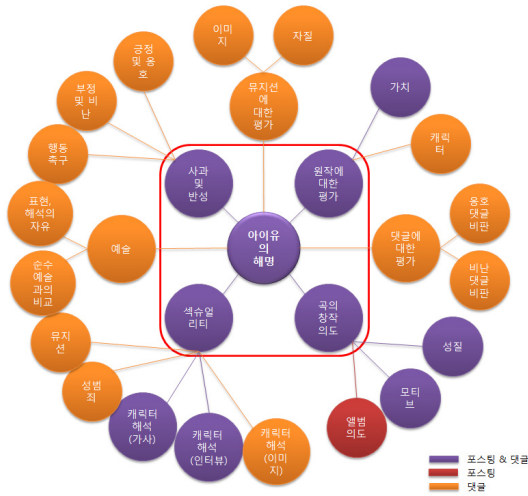 이미
지
자질
긍정
및 옹
호
뮤지션
에
대한
평가
가치
부정
및 비
난
캐릭
터
행동
촉구
사과
및
반성
원작에
대한
평가
표현,
해석의
자유
옹호
댓글
비판
예술
아이유
의
해명
댓글에
대한
평가
순수
예술
과의
비교
비난
댓글
비판
섹슈얼
리티
곡의
창작
의도
뮤지
션
성질
성범
죄
모티
브
캐릭터
해석
(가사)
캐릭터
해석
(인터뷰)
캐릭터
해석
(이미
지)
앨범
의도
포스팅 & 댓글
포스팅
댓글